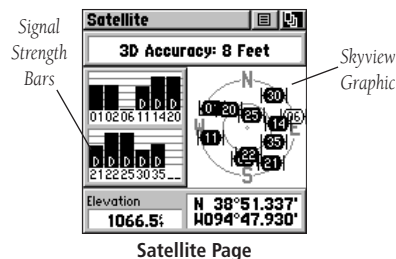 Satellite
3D Accuracy: 8 Feet
Signal
Strength
Bars
Skyview
Graphic
D D D D
01 02 06 11 14 20
D D D D D
21 22 25 30 35 __
N
30
01 20 25 14 06
W E
11 35
22 21
S
Elevation
1066.5
N 38°51.337'
W094°47.930'
Satellite Page